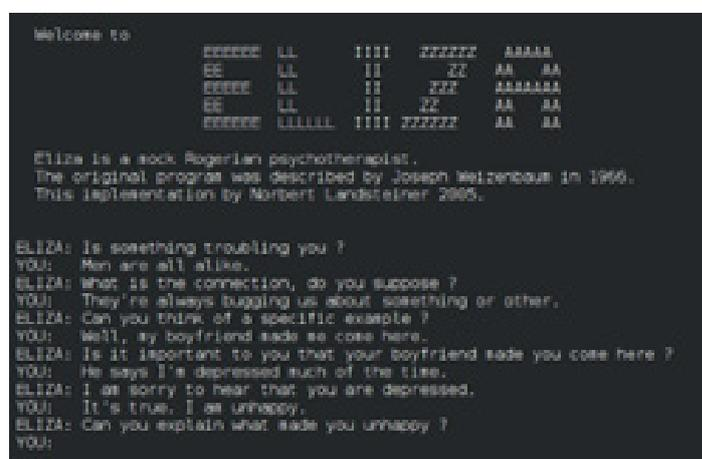 Welcome to
EEEEEE LL IIII ZZZZZZ AAAAA
EE LL II ZZ AA AA
EEEEE LL II ZZZ AAAAAAA
EE LL II ZZ AA AA
EEEEEE LLLLLL IIII ZZZZZZ AA AA
Eliza is a mock Rogerian psychotherapist.
The original program was described by Joseph Weizenbaum in 1966.
This implementation by Norbert Landsteiner 2005.
ELIZA: Is something troubling you ?
YOU: Men are all alike.
ELIZA: What is the connection, do you suppose ?
YOU: They're always bugging us about something or other.
ELIZA: Can you think of a specific example ?
YOU: Well, my boyfriend made me come here.
ELIZA: Is it important to you that your boyfriend made you come here ?
YOU: He says I'm depressed much of the time.
ELIZA: I am sorry to hear that you are depressed.
YOU: It's true. I am unhappy.
ELIZA: Can you explain what made you unhappy ?
YOU: